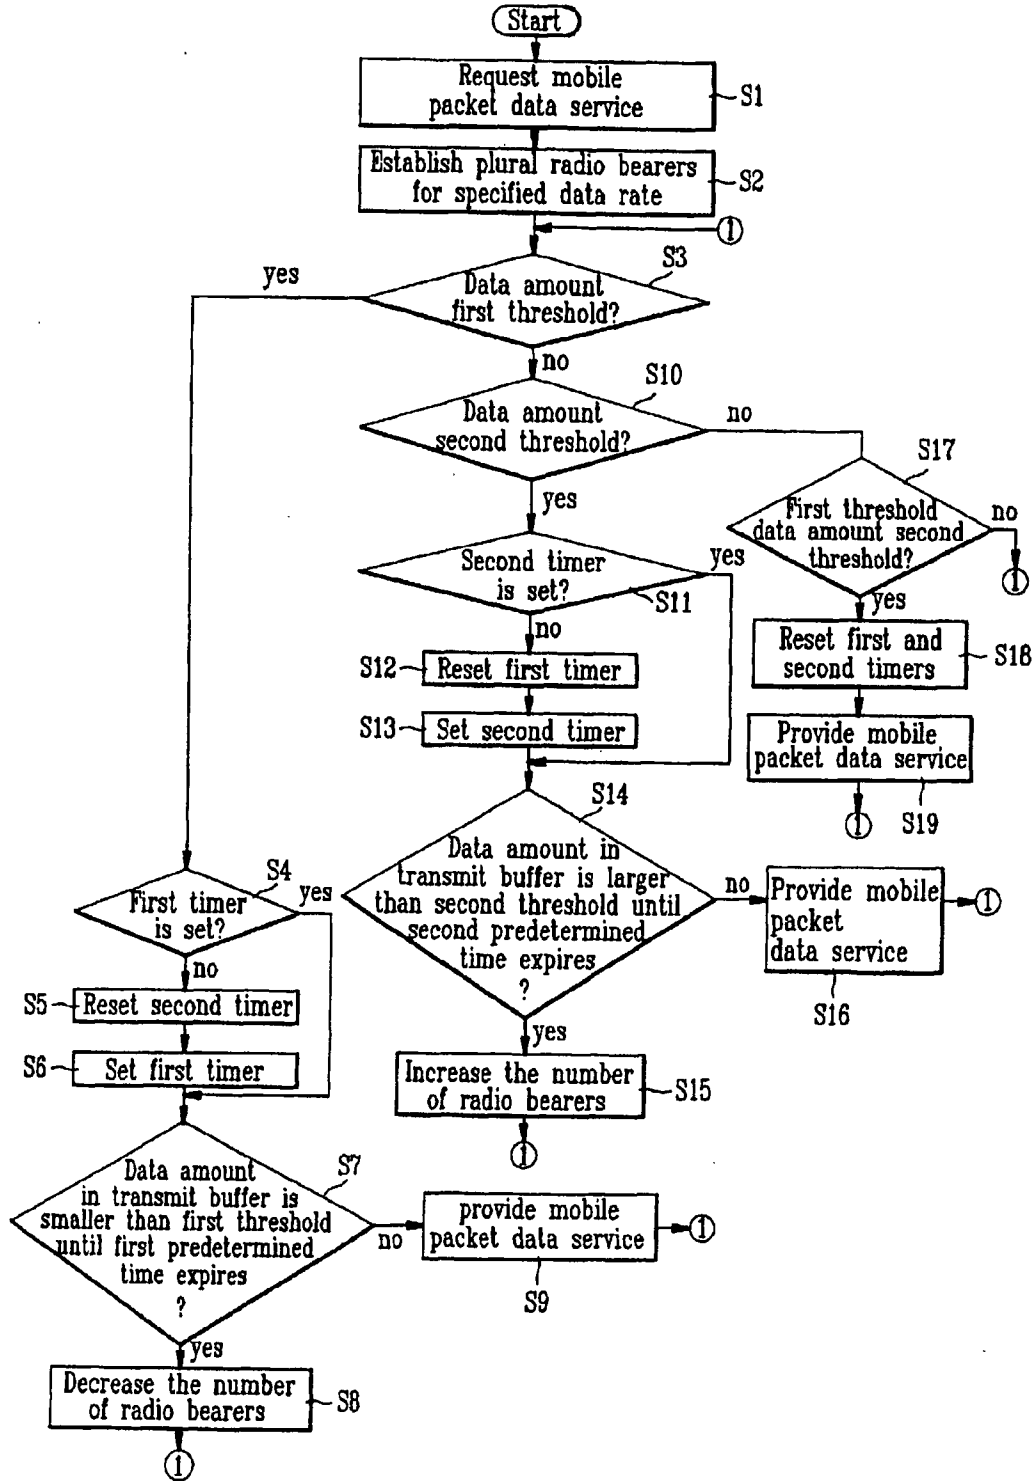 Start
Request mobile
packet data service
S1
Establish plural radio bearers
for specified data rate
S2
1
S3
yes
Data amount
first threshold?
no
S10
Data amount
second threshold?
no
yes
S17
First threshold
data amount second
threshold?
no
1
yes
Second timer
is set?
yes
S11
no
S12
Reset first timer
Reset first and
second timers
S18
S13
Set second timer
Provide mobile
packet data service
S19
1
S14
Data amount in
transmit buffer is larger
than second threshold until
second predetermined
time expires
?
no
Provide mobile
packet
data service
1
S16
yes
Increase the number
of radio bearers
S15
1
S4
First timer
is set?
yes
no
S5
Reset second timer
S6
Set first timer
S7
Data amount
in transmit buffer is
smaller than first threshold
until first predetermined
time expires
?
no
provide mobile
packet data service
1
S9
yes
Decrease the number
of radio bearers
S8
1